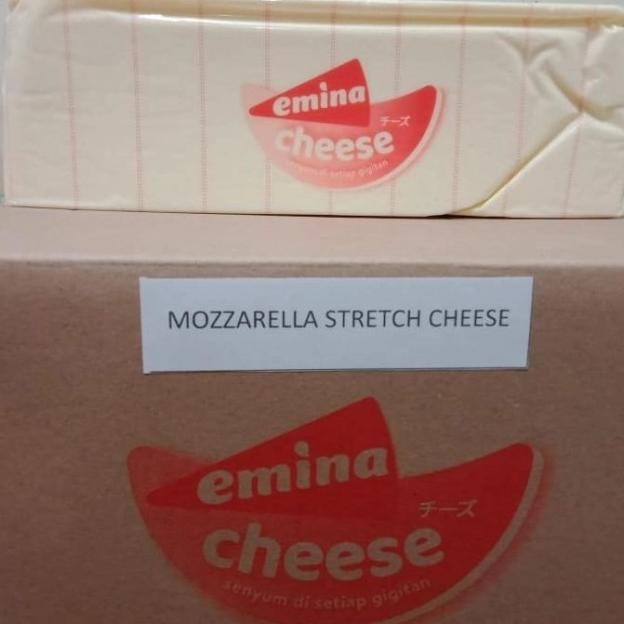 emina
チーズ
cheese
senyum di setiap gigitan
MOZZARELLA STRETCH CHEESE
emina
チーズ
cheese
senyum di setiap gigitan